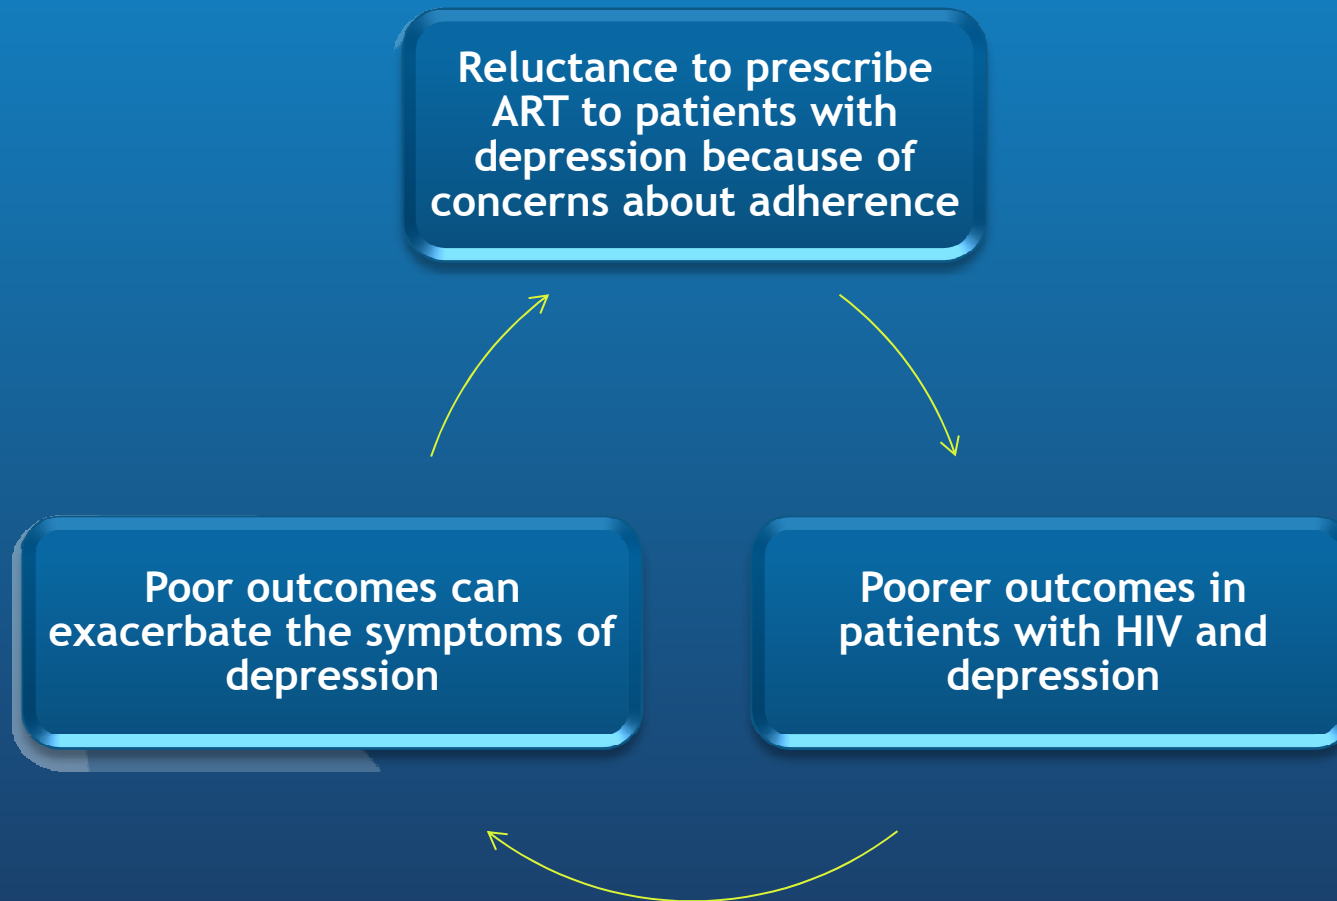 Reluctance to prescribe
ART to patients with
depression because of
concerns about adherence
Poor outcomes can
exacerbate the symptoms of
depression
Poorer outcomes in
patients with HIV and
depression